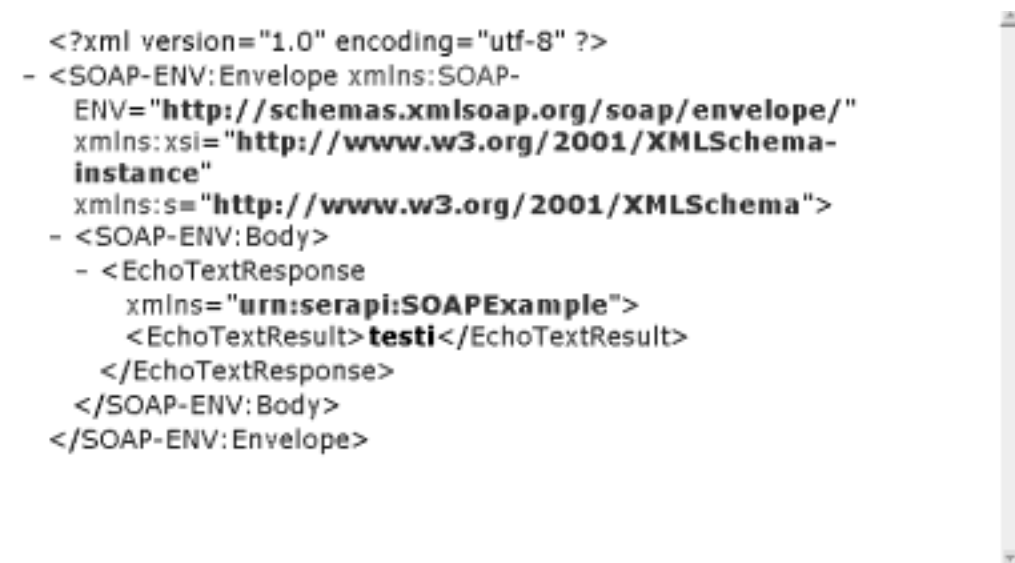 <?xml version="1.0" encoding="utf-8" ?>
- <SOAP-ENV:Envelope xmlns:SOAP-
ENV="http://schemas.xmlsoap.org/soap/envelope/"
xmlns:xsi="http://www.w3.org/2001/XMLSchema-
instance"
xmlns:s="http://www.w3.org/2001/XMLSchema">
- <SOAP-ENV:Body>
- <EchoTextResponse
xmlns="urn:serapi:SOAPExample">
<EchoTextResult>testi</EchoTextResult>
</EchoTextResponse>
</SOAP-ENV:Body>
</SOAP-ENV:Envelope>